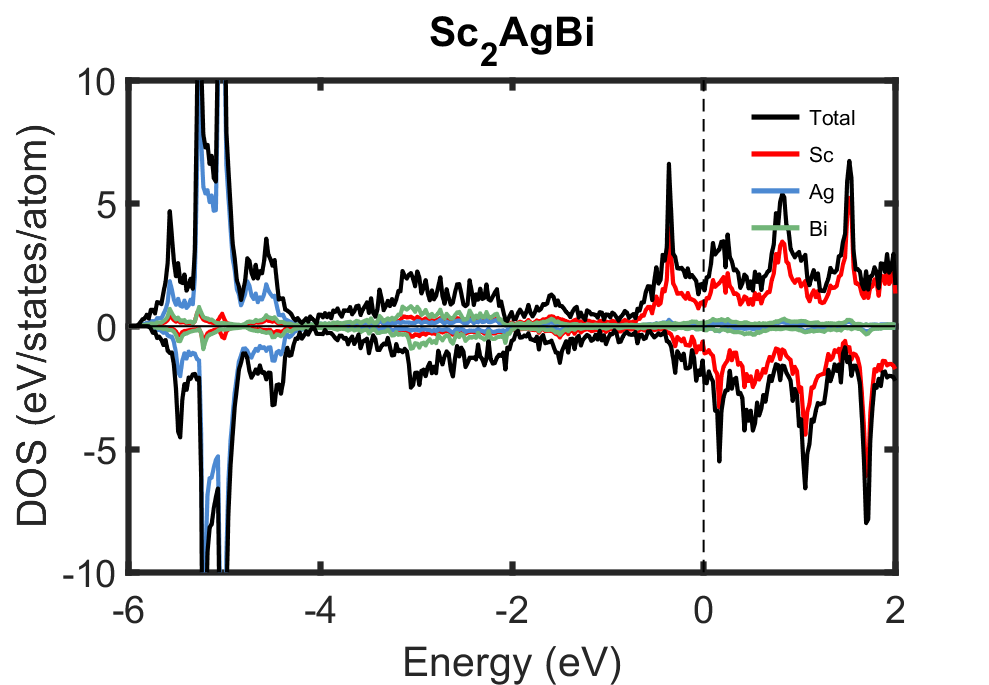 Sc₂AgBi
DOS (eV/states/atom)
10
5
0
-5
-10
Total
Sc
Ag
Bi
-6 -4 -2 0 2
Energy (eV)